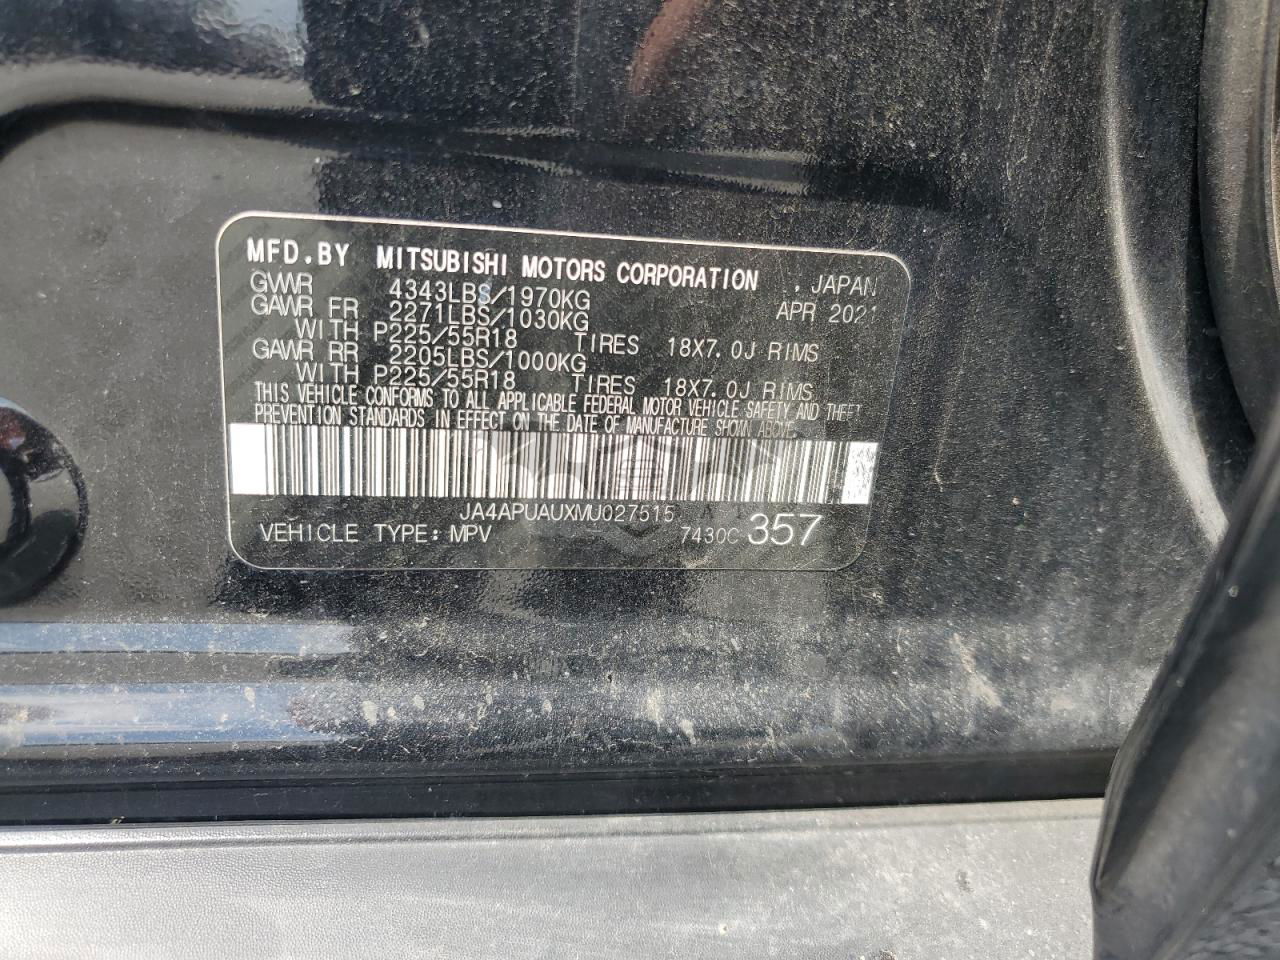 MFD.BY MITSUBISHI MOTORS CORPORATION . JAPAN
GVWR 4343LBS/1970KG APR 2021
GAWR FR 2271LBS/1030KG
WITH P225/55R18 TIRES 18X7.0J RIMS
GAWR RR 2205LBS/1000KG
WITH P225/55R18 TIRES 18X7.0J RIMS
THIS VEHICLE CONFORMS TO ALL APPLICABLE FEDERAL MOTOR VEHICLE SAFETY AND THEFT
PREVENTION STANDARDS IN EFFECT ON THE DATE OF MANUFACTURE SHOWN ABOVE.
JA4APUAUXMU027515
VEHICLE TYPE: MPV 7430C 357